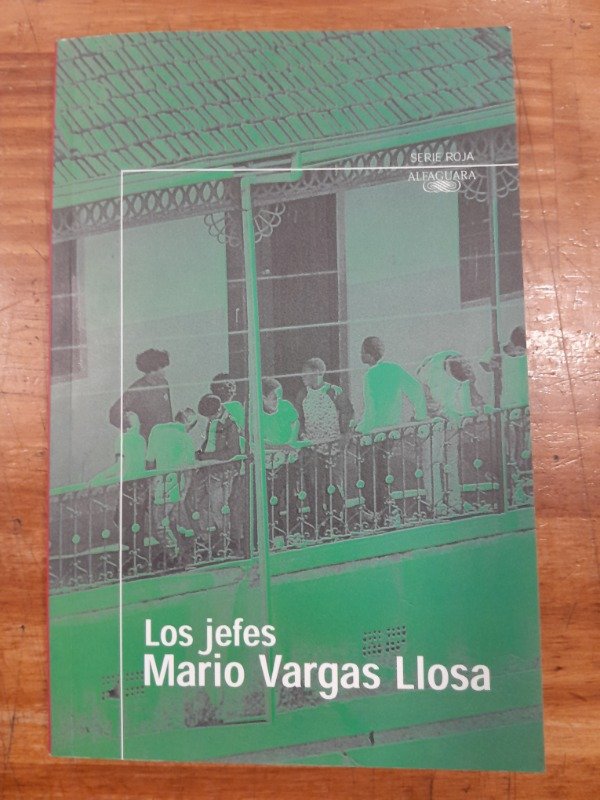 SERIE ROJA
ALFAGUARA
Los jefes
Mario Vargas Llosa